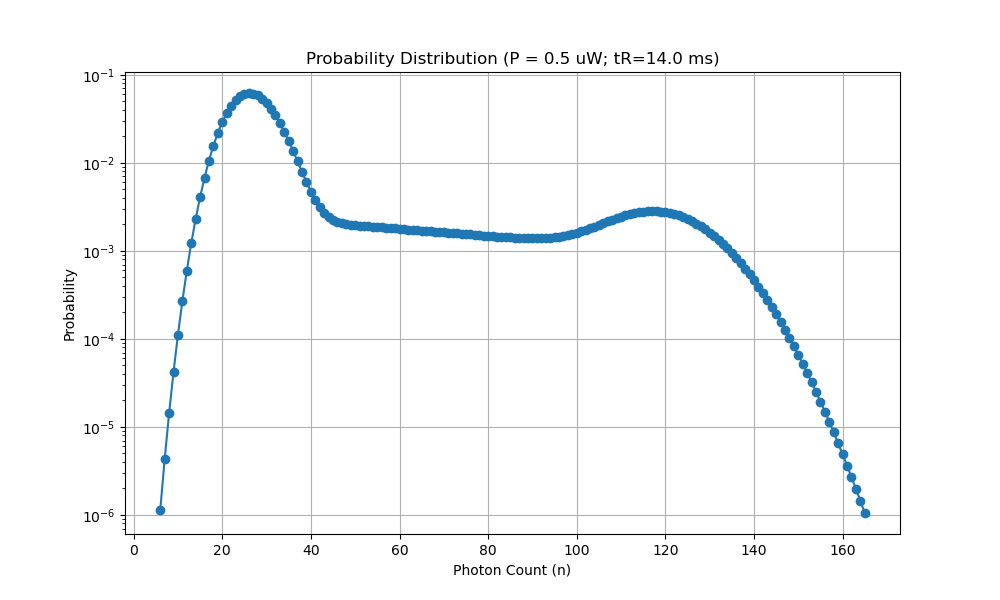 Probability Distribution (P = 0.5 uW; tR=14.0 ms)
Probability
10⁻¹
10⁻²
10⁻³
10⁻⁴
10⁻⁵
10⁻⁶
0 20 40 60 80 100 120 140 160
Photon Count (n)